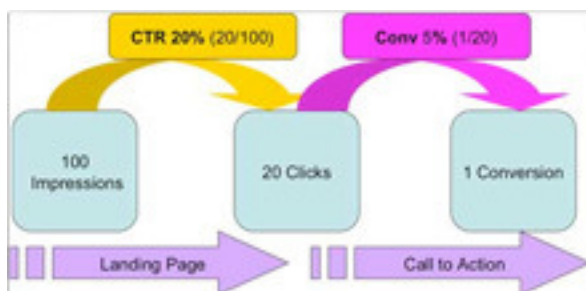 CTR 20% (20/100)
Conv 5% (1/20)
100
Impressions
20 Clicks
1 Conversion
Landing Page
Call to Action